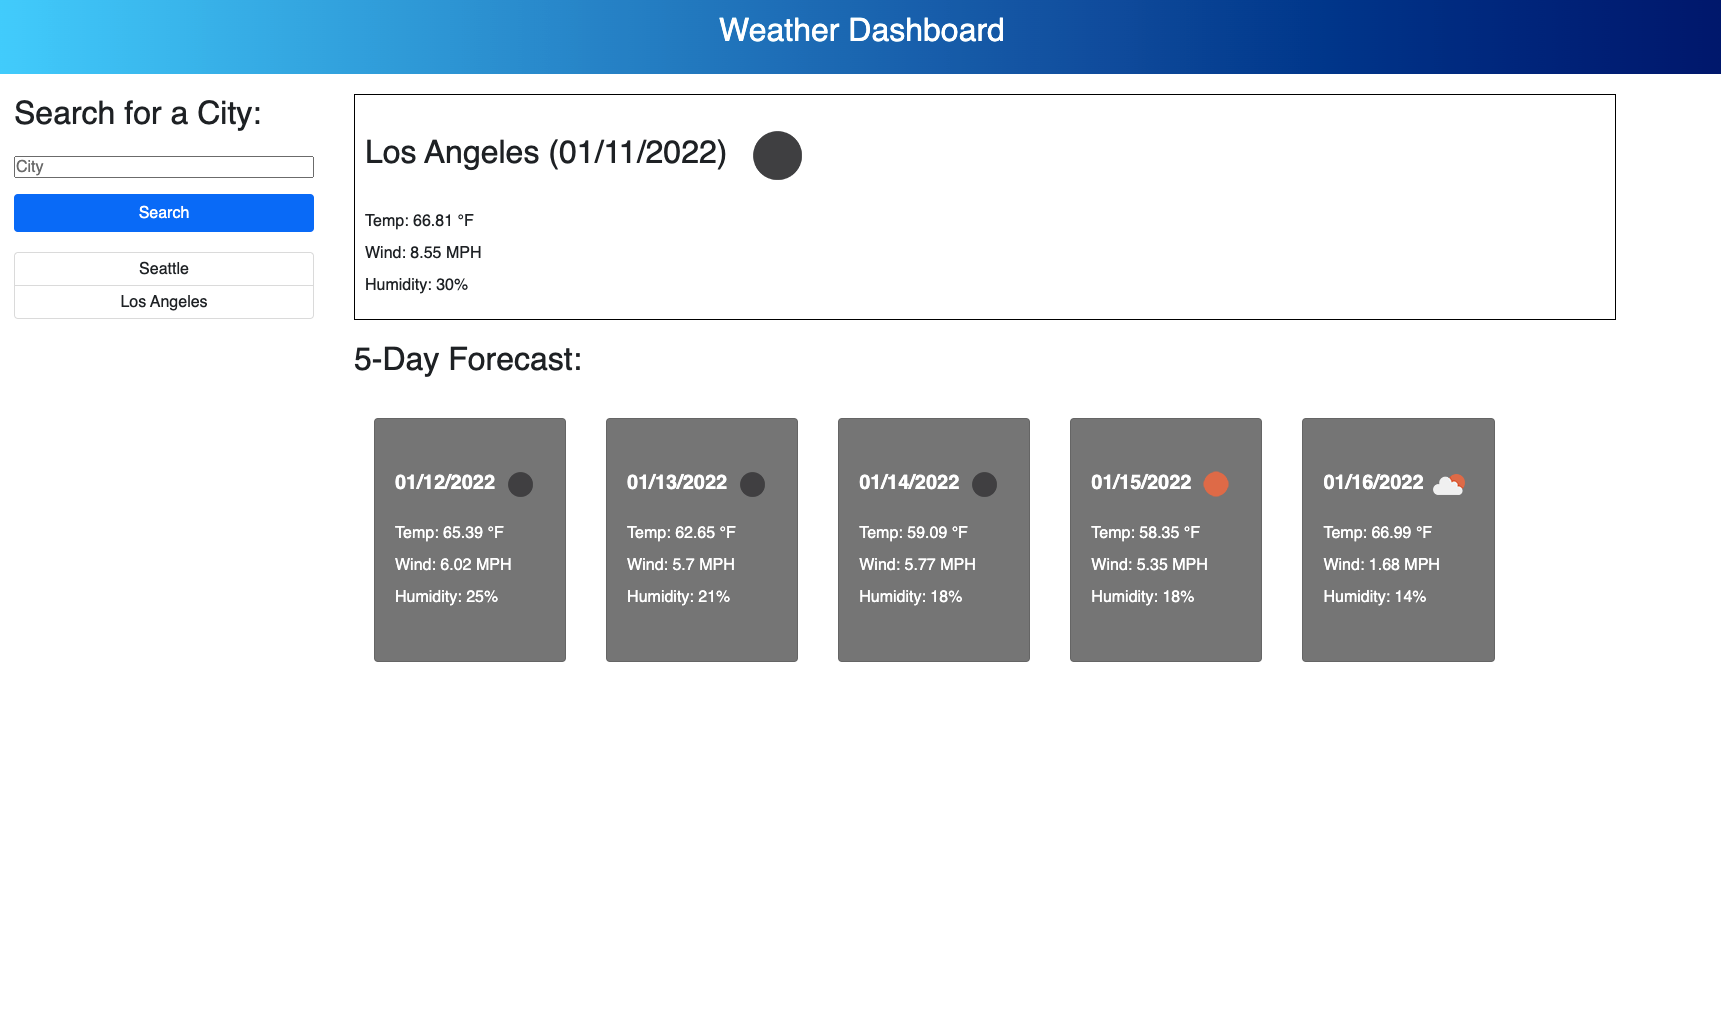 Weather Dashboard
Search for a City:
City
Search
Seattle
Los Angeles
Los Angeles (01/11/2022)
Temp: 66.81 °F
Wind: 8.55 MPH
Humidity: 30%
5-Day Forecast:
01/12/2022
Temp: 65.39 °F
Wind: 6.02 MPH
Humidity: 25%
01/13/2022
Temp: 62.65 °F
Wind: 5.7 MPH
Humidity: 21%
01/14/2022
Temp: 59.09 °F
Wind: 5.77 MPH
Humidity: 18%
01/15/2022
Temp: 58.35 °F
Wind: 5.35 MPH
Humidity: 18%
01/16/2022
Temp: 66.99 °F
Wind: 1.68 MPH
Humidity: 14%